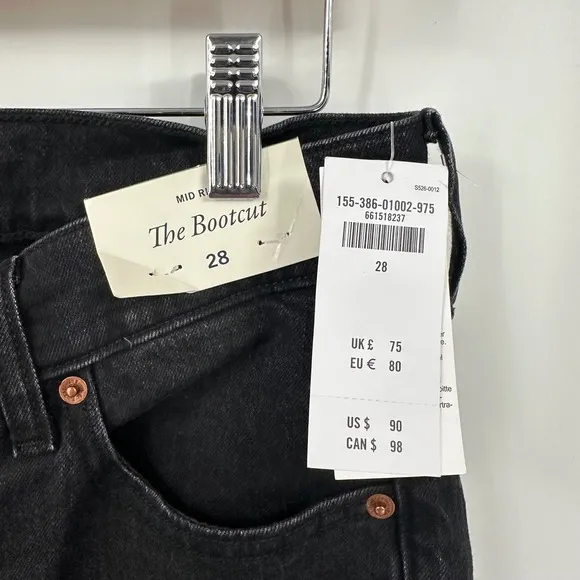 MID
The Bootcut
28
S526-0012
155-386-01002-975
661518237
28
UK £ 75
EU € 80
US $ 90
CAN $ 98